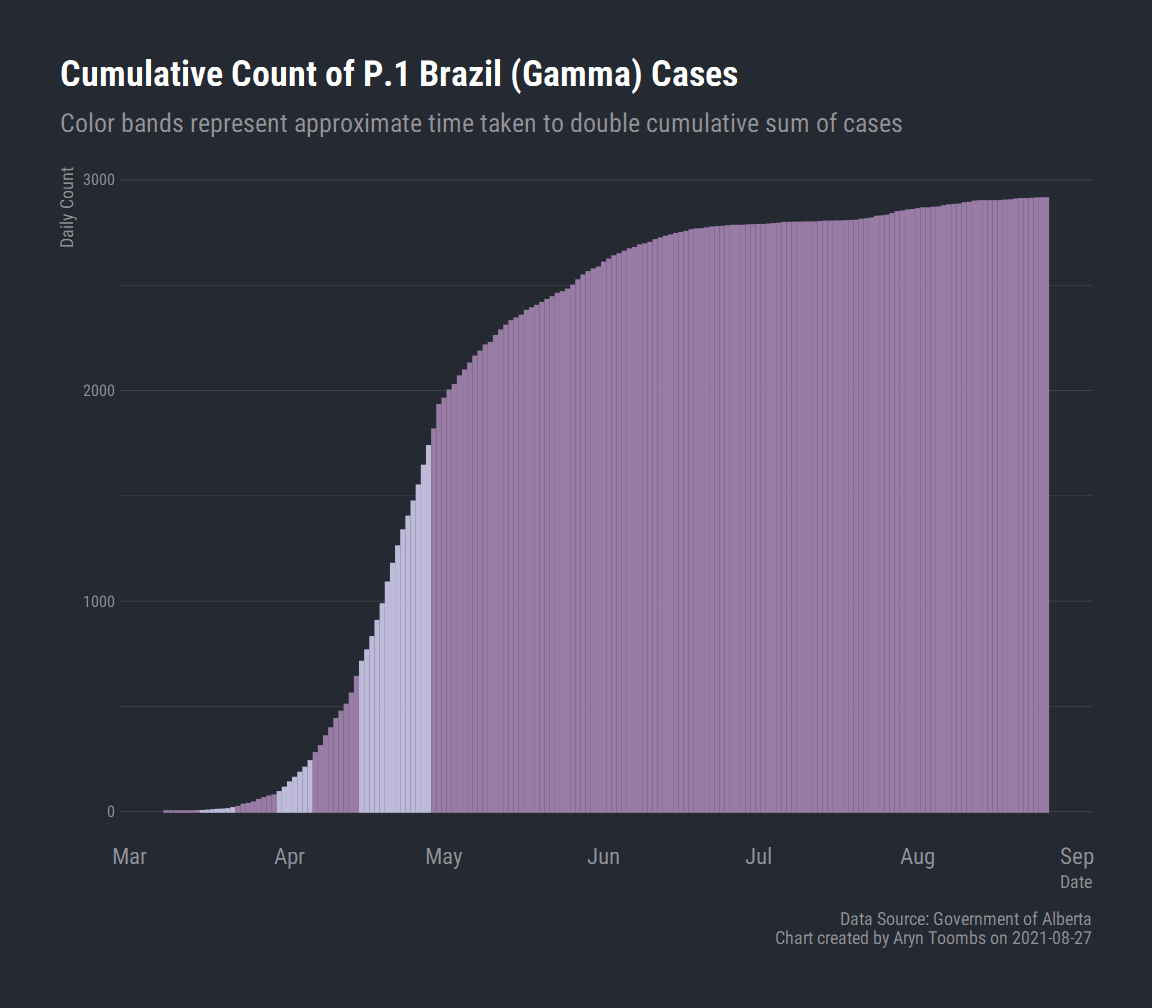 Cumulative Count of P.1 Brazil (Gamma) Cases
Color bands represent approximate time taken to double cumulative sum of cases
Daily Count
3000
2000
1000
0
Mar Apr May Jun Jul Aug Sep
Date
Data Source: Government of Alberta
Chart created by Aryn Toombs on 2021-08-27